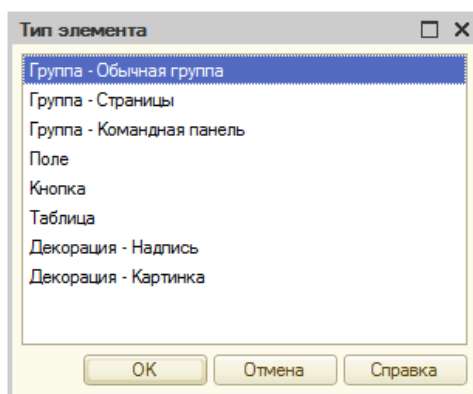 Тип элемента
Группа - Обычная группа
Группа - Страницы
Группа - Командная панель
Поле
Кнопка
Таблица
Декорация - Надпись
Декорация - Картинка
OK Отмена Справка